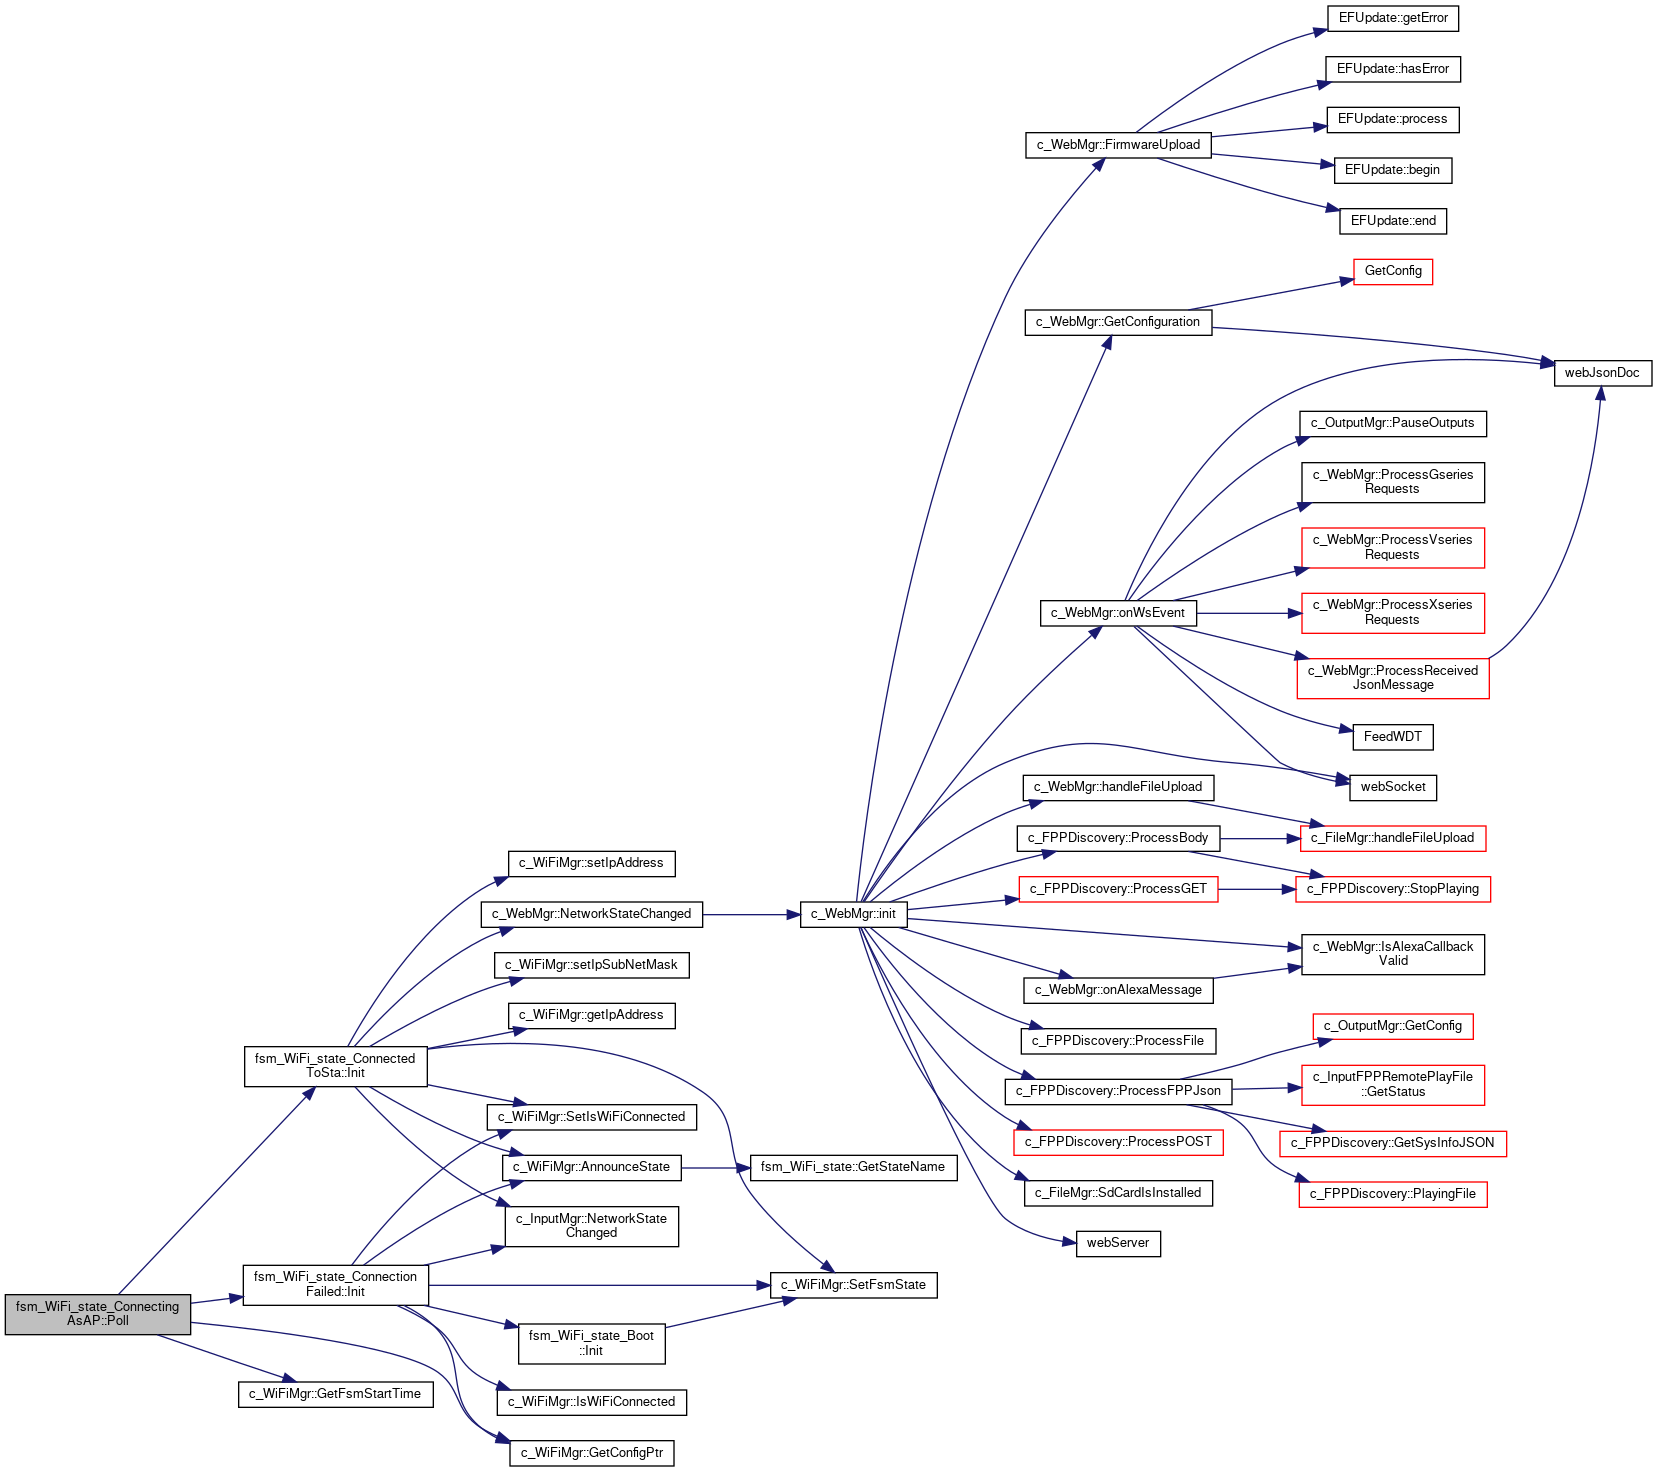 EFUpdate::getError
EFUpdate::hasError
EFUpdate::process
c_WebMgr::FirmwareUpload
EFUpdate::begin
EFUpdate::end
GetConfig
c_WebMgr::GetConfiguration
webJsonDoc
c_OutputMgr::PauseOutputs
c_WebMgr::ProcessGseries
Requests
c_WebMgr::ProcessVseries
Requests
c_WebMgr::onWsEvent
c_WebMgr::ProcessXseries
Requests
c_WebMgr::ProcessReceived
JsonMessage
FeedWDT
webSocket
c_WebMgr::handleFileUpload
c_FPPDiscovery::ProcessBody
c_FileMgr::handleFileUpload
c_WiFiMgr::setIpAddress
c_FPPDiscovery::ProcessGET
c_FPPDiscovery::StopPlaying
c_WebMgr::NetworkStateChanged
c_WebMgr::init
c_WebMgr::IsAlexaCallback
Valid
c_WiFiMgr::setIpSubNetMask
c_WebMgr::onAlexaMessage
c_WiFiMgr::getIpAddress
c_OutputMgr::GetConfig
c_FPPDiscovery::ProcessFile
fsm_WiFi_state_Connected
ToSta::Init
c_FPPDiscovery::ProcessFPPJson
c_InputFPPRemotePlayFile
::GetStatus
c_WiFiMgr::SetIsWiFiConnected
c_FPPDiscovery::ProcessPOST
c_FPPDiscovery::GetSysInfoJSON
c_WiFiMgr::AnnounceState
fsm_WiFi_state::GetStateName
c_FileMgr::SdCardIsInstalled
c_FPPDiscovery::PlayingFile
c_InputMgr::NetworkState
Changed
webServer
fsm_WiFi_state_Connection
Failed::Init
c_WiFiMgr::SetFsmState
fsm_WiFi_state_Connecting
AsAP::Poll
fsm_WiFi_state_Boot
::Init
c_WiFiMgr::GetFsmStartTime
c_WiFiMgr::IsWiFiConnected
c_WiFiMgr::GetConfigPtr